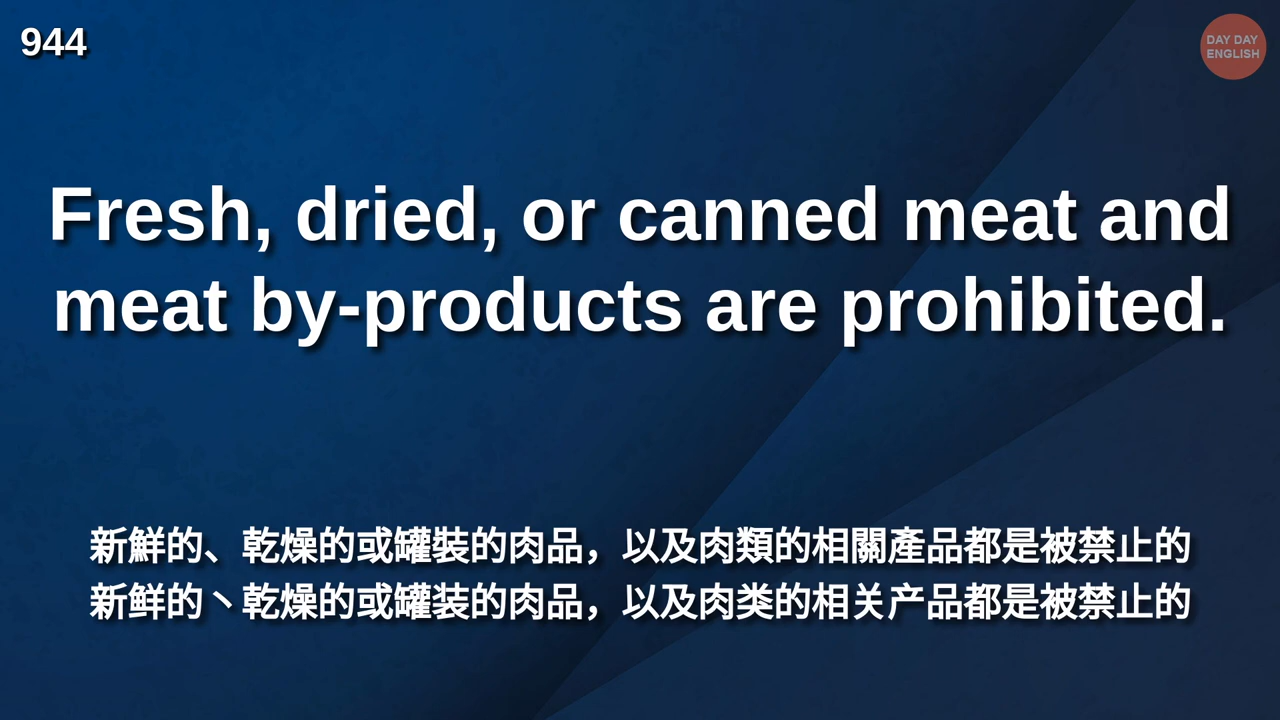 944
DAY DAY
ENGLISH
Fresh, dried, or canned meat and
meat by-products are prohibited.
新鮮的、乾燥的或罐裝的肉品，以及肉類的相關產品都是被禁止的
新鲜的丶乾燥的或罐装的肉品，以及肉类的相关产品都是被禁止的